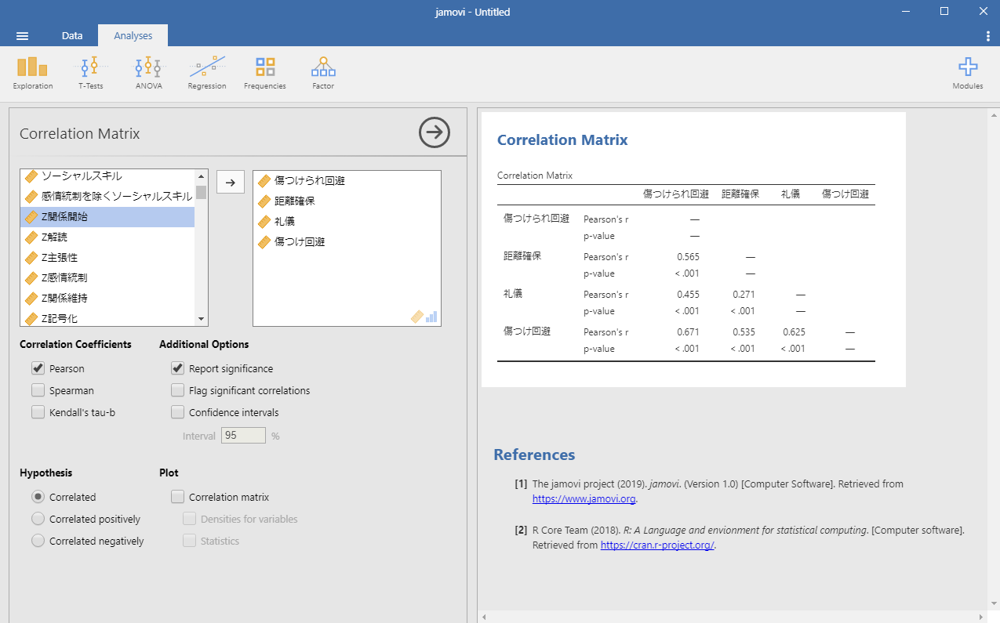 jamovi - Untitled
Data Analyses
Exploration T-Tests ANOVA Regression Frequencies Factor Modules
Correlation Matrix
ソーシャルスキル
感情統制を除くソーシャルスキル
Z関係開始
Z解読
Z主張性
Z感情統制
Z関係維持
Z記号化
傷つけられ回避
距離確保
礼儀
傷つけ回避
Correlation Coefficients
Pearson
Spearman
Kendall's tau-b
Additional Options
Report significance
Flag significant correlations
Confidence intervals
Interval 95 %
Hypothesis
Correlated
Correlated positively
Correlated negatively
Plot
Correlation matrix
Densities for variables
Statistics
Correlation Matrix
Correlation Matrix
傷つけられ回避 距離確保 礼儀 傷つけ回避
傷つけられ回避 Pearson's r —
p-value —
距離確保 Pearson's r 0.565 —
p-value < .001 —
礼儀 Pearson's r 0.455 0.271 —
p-value < .001 < .001 —
傷つけ回避 Pearson's r 0.671 0.535 0.625 —
p-value < .001 < .001 < .001 —
References
[1] The jamovi project (2019). jamovi. (Version 1.0) [Computer Software]. Retrieved from
https://www.jamovi.org.
[2] R Core Team (2018). R: A Language and envionment for statistical computing. [Computer software].
Retrieved from https://cran.r-project.org/.